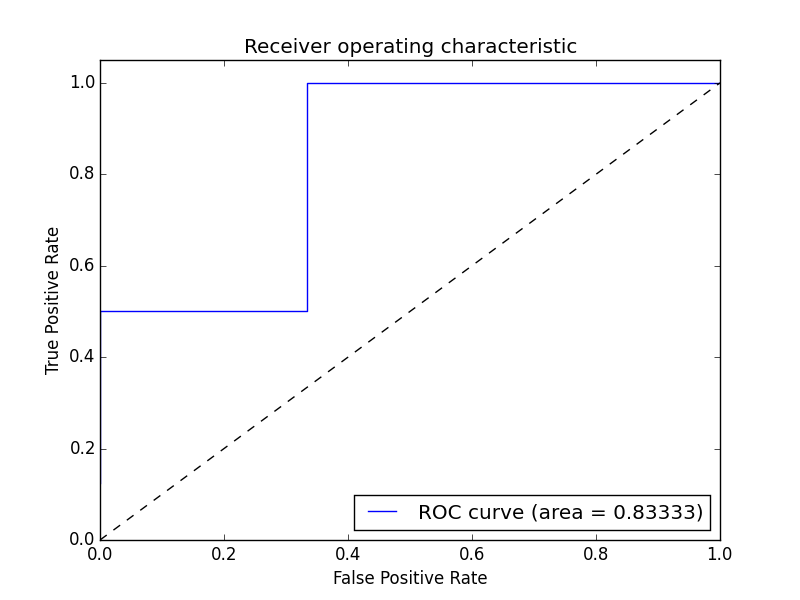 Receiver operating characteristic
1.0
0.8
0.6
0.4
0.2
0.0
True Positive Rate
ROC curve (area = 0.83333)
0.0 0.2 0.4 0.6 0.8 1.0
False Positive Rate